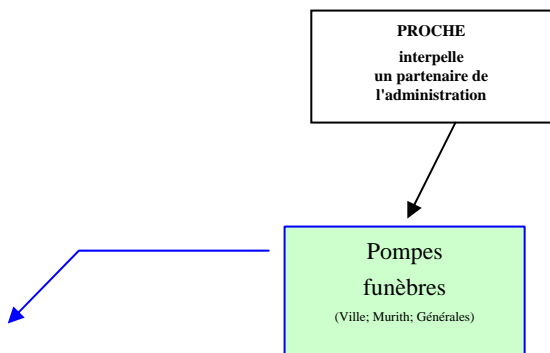 PROCHE
interpelle
un partenaire de
l'administration
Pompes
funèbres
(Ville; Murith; Générales)